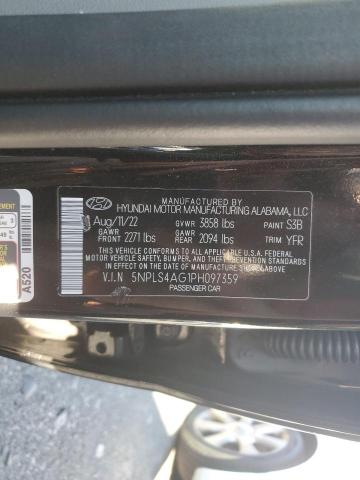 MANUFACTURED BY
HYUNDAI MOTOR MANUFACTURING ALABAMA, LLC
Aug/11/22 GVWR 3858 lbs PAINT S3B
GAWR FRONT 2271 lbs GAWR REAR 2094 lbs TRIM YFR
THIS VEHICLE CONFORMS TO ALL APPLICABLE U.S.A. FEDERAL
MOTOR VEHICLE SAFETY, BUMPER, AND THEFT PREVENTION STANDARDS
IN EFFECT ON THE DATE OF MANUFACTURE SHOWN ABOVE
V.I.N 5NPLS4AG1PH097359
PASSENGER CAR
A520